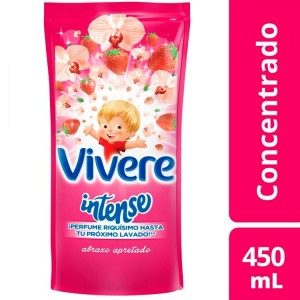 Vivere
intense
¡PERFUME RIQUÍSIMO HASTA
TU PRÓXIMO LAVADO!**
abrazo apretado
Concentrado
450
mL